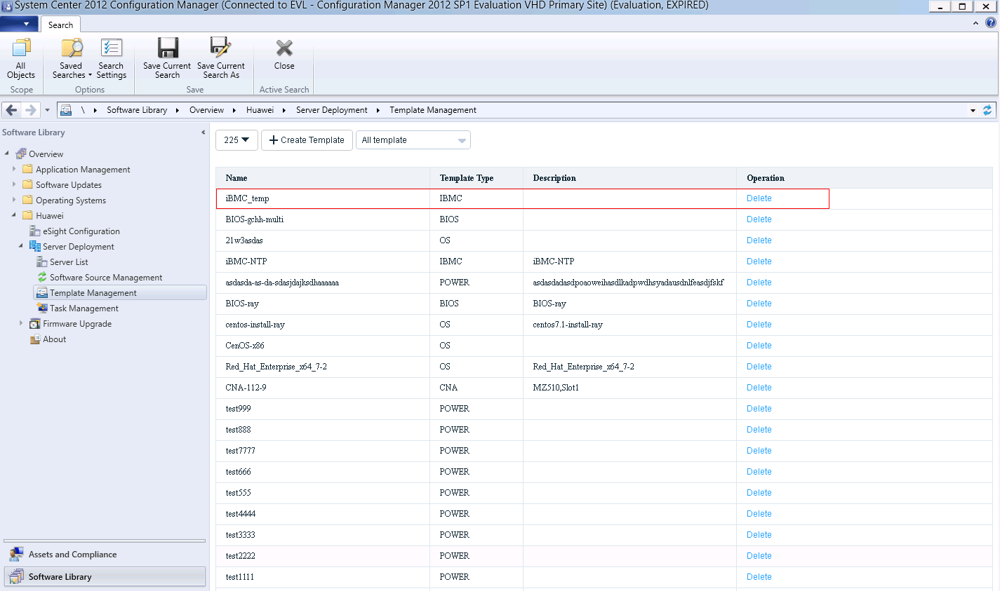 System Center 2012 Configuration Manager (Connected to EVL - Configuration Manager 2012 SP1 Evaluation VHD Primary Site) (Evaluation, EXPIRED)
Search
All Objects
Saved Searches
Search Settings
Save Current Search
Save Current Search As
Close
Scope
Options
Save
Active Search
\ Software Library Overview Huawei Server Deployment Template Management
Software Library
Overview
Application Management
Software Updates
Operating Systems
Huawei
eSight Configuration
Server Deployment
Server List
Software Source Management
Template Management
Task Management
Firmware Upgrade
About
Assets and Compliance
Software Library
225 Create Template All template
Name Template Type Description Operation
iBMC_temp IBMC Delete
BIOS-gchh-multi BIOS Delete
21w3asdas OS Delete
iBMC-NTP IBMC iBMC-NTP Delete
asdasda-as-da-sdasjdajksdhaaaaaa POWER asdasdadasdpoaoweihasdlkadpwdhsyadausdnlfeasdjfskf Delete
BIOS-ray BIOS BIOS-ray Delete
centos-install-ray OS centos7.1-install-ray Delete
CenOS-x86 OS Delete
Red_Hat_Enterprise_x64_7-2 OS Red_Hat_Enterprise_x64_7-2 Delete
CNA-112-9 CNA MZ510,Slot1 Delete
test999 POWER Delete
test888 POWER Delete
test7777 POWER Delete
test666 POWER Delete
test555 POWER Delete
test4444 POWER Delete
test3333 POWER Delete
test2222 POWER Delete
test1111 POWER Delete